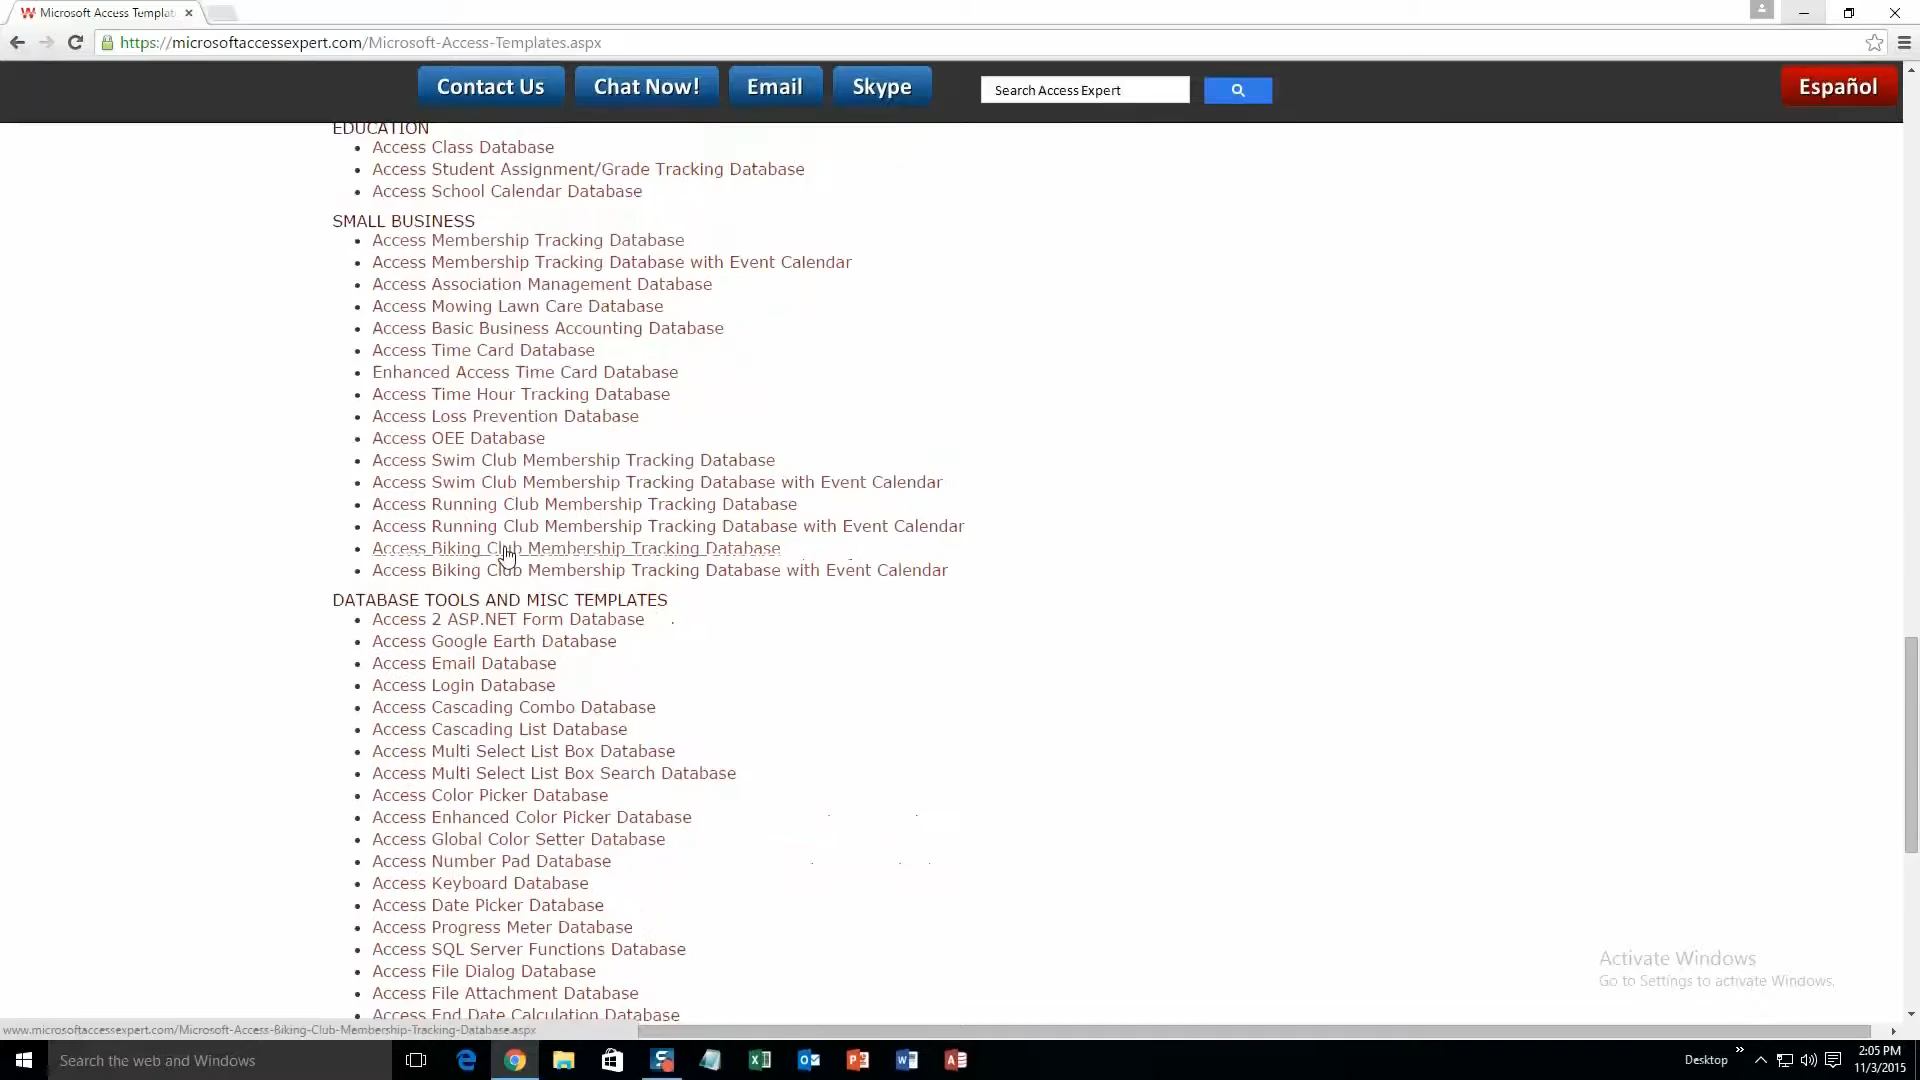 Microsoft Access Templat
https://microsoftaccessexpert.com/Microsoft-Access-Templates.aspx
Contact Us
Chat Now!
Email
Skype
Search Access Expert
Español
EDUCATION
Access Class Database
Access Student Assignment/Grade Tracking Database
Access School Calendar Database
SMALL BUSINESS
Access Membership Tracking Database
Access Membership Tracking Database with Event Calendar
Access Association Management Database
Access Mowing Lawn Care Database
Access Basic Business Accounting Database
Access Time Card Database
Enhanced Access Time Card Database
Access Time Hour Tracking Database
Access Loss Prevention Database
Access OEE Database
Access Swim Club Membership Tracking Database
Access Swim Club Membership Tracking Database with Event Calendar
Access Running Club Membership Tracking Database
Access Running Club Membership Tracking Database with Event Calendar
Access Biking Club Membership Tracking Database
Access Biking Club Membership Tracking Database with Event Calendar
DATABASE TOOLS AND MISC TEMPLATES
Access 2 ASP.NET Form Database
Access Google Earth Database
Access Email Database
Access Login Database
Access Cascading Combo Database
Access Cascading List Database
Access Multi Select List Box Database
Access Multi Select List Box Search Database
Access Color Picker Database
Access Enhanced Color Picker Database
Access Global Color Setter Database
Access Number Pad Database
Access Keyboard Database
Access Date Picker Database
Access Progress Meter Database
Access SQL Server Functions Database
Access File Dialog Database
Access File Attachment Database
Access End Date Calculation Database
Activate Windows
Go to Settings to activate Windows.
www.microsoftaccessexpert.com/Microsoft-Access-Biking-Club-Membership-Tracking-Database.aspx
Search the web and Windows
Desktop
2:05 PM
11/3/2015